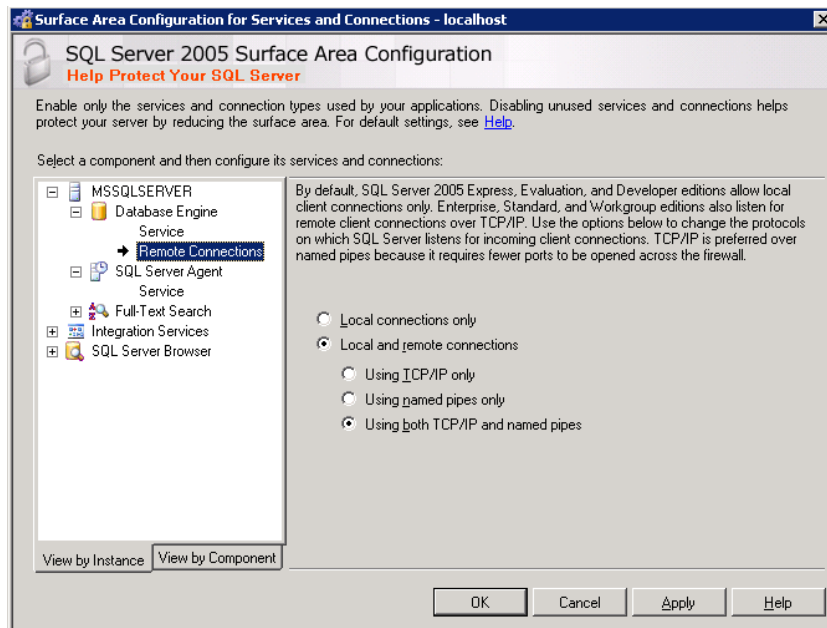 Surface Area Configuration for Services and Connections - localhost
SQL Server 2005 Surface Area Configuration
Help Protect Your SQL Server
Enable only the services and connection types used by your applications. Disabling unused services and connections helps
protect your server by reducing the surface area. For default settings, see Help.
Select a component and then configure its services and connections:
MSSQLSERVER
Database Engine
Service
Remote Connections
SQL Server Agent
Service
Full-Text Search
Integration Services
SQL Server Browser
View by Instance
View by Component
By default, SQL Server 2005 Express, Evaluation, and Developer editions allow local
client connections only. Enterprise, Standard, and Workgroup editions also listen for
remote client connections over TCP/IP. Use the options below to change the protocols
on which SQL Server listens for incoming client connections. TCP/IP is preferred over
named pipes because it requires fewer ports to be opened across the firewall.
Local connections only
Local and remote connections
Using TCP/IP only
Using named pipes only
Using both TCP/IP and named pipes
OK
Cancel
Apply
Help